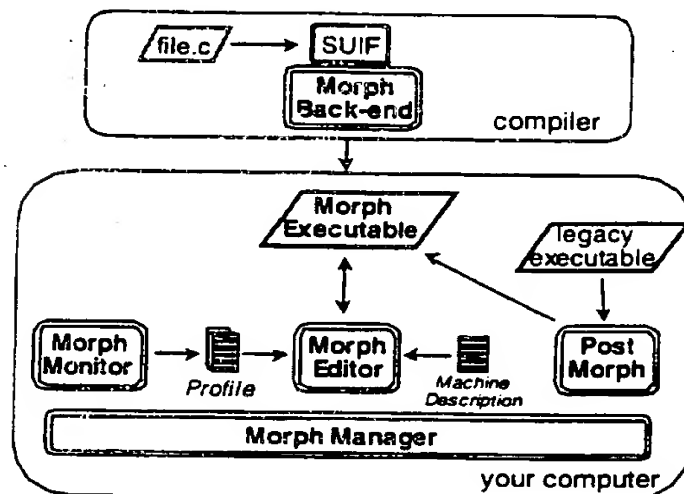 file.c
SUIF
Morph
Back-end
compiler
Morph
Executable
legacy
executable
Morph
Monitor
Profile
Morph
Editor
Machine
Description
Post
Morph
Morph Manager
your computer